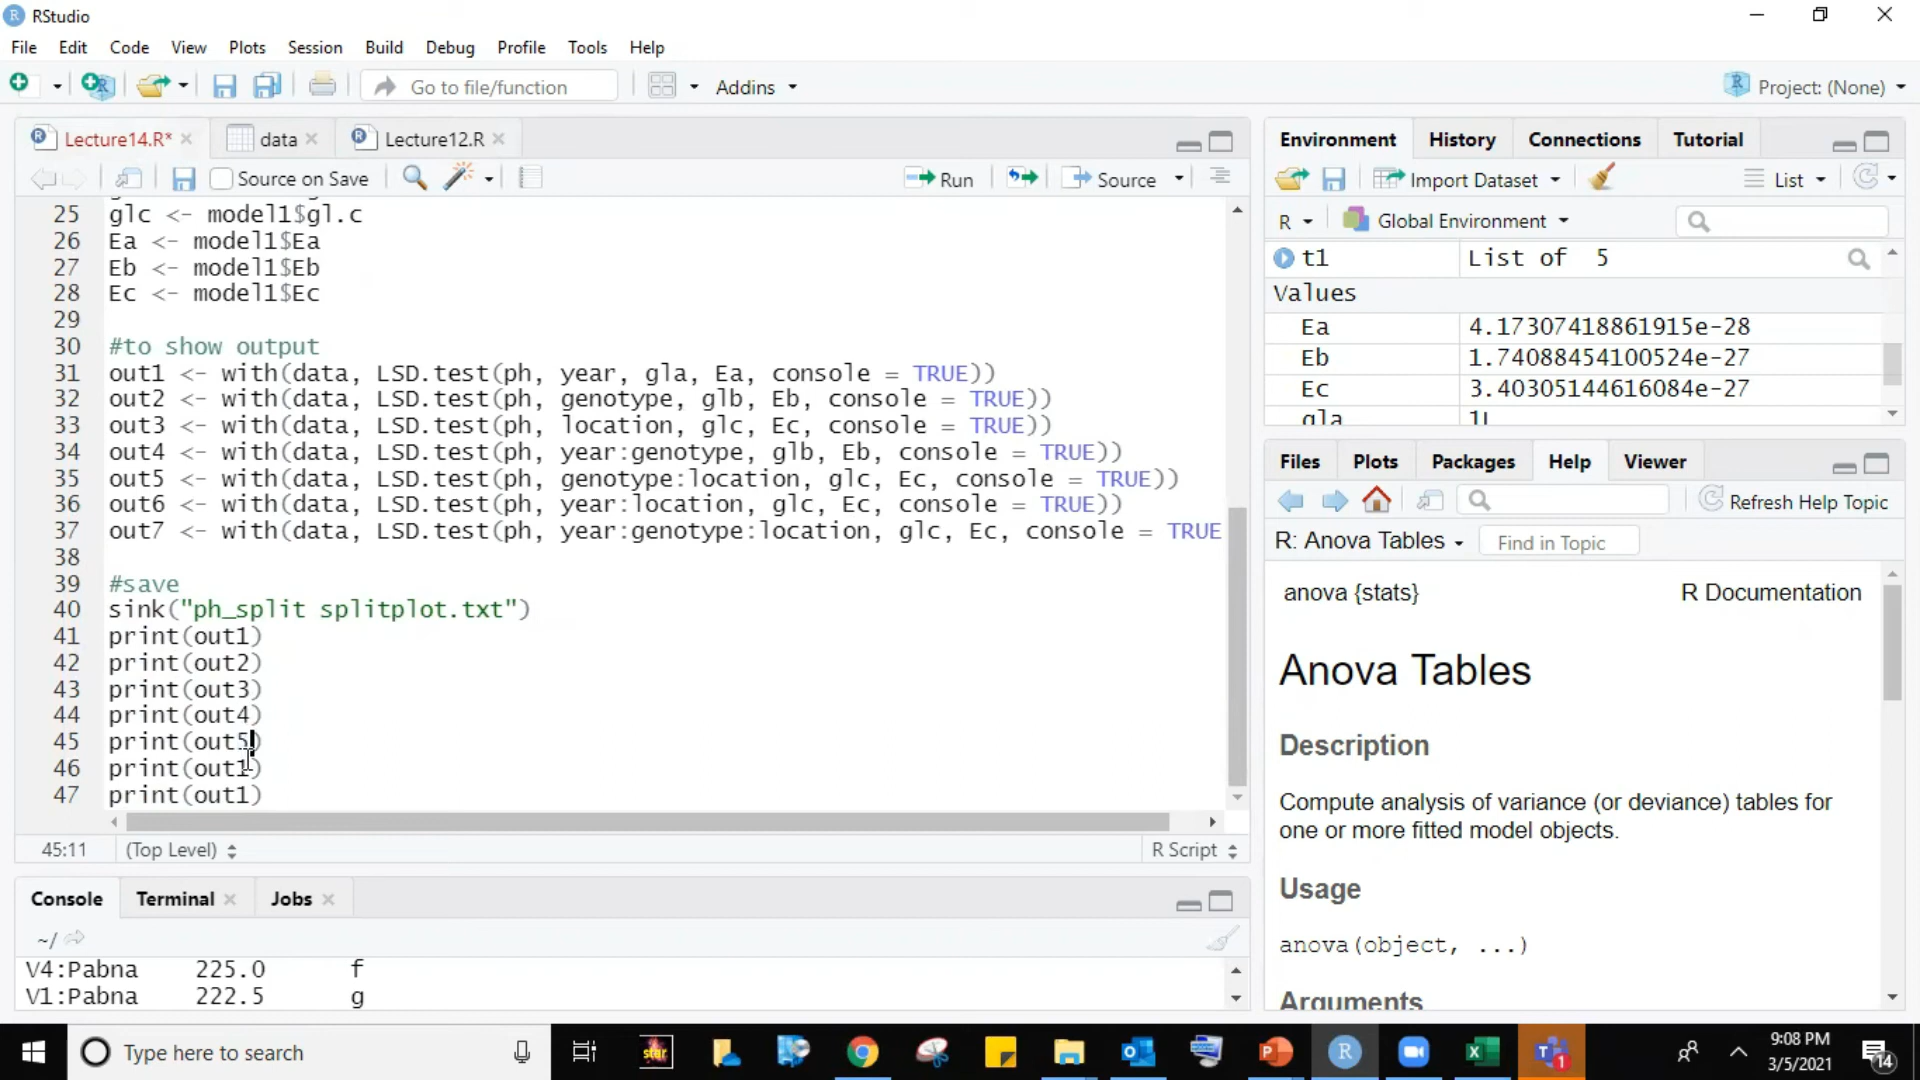 RStudio
File Edit Code View Plots Session Build Debug Profile Tools Help
Go to file/function Addins Project: (None)
Lecture14.R* data Lecture12.R
Source on Save Run Source
25 glc <- model1$gl.c
26 Ea <- model1$Ea
27 Eb <- model1$Eb
28 Ec <- model1$Ec
29
30 #to show output
31 out1 <- with(data, LSD.test(ph, year, gla, Ea, console = TRUE))
32 out2 <- with(data, LSD.test(ph, genotype, glb, Eb, console = TRUE))
33 out3 <- with(data, LSD.test(ph, location, glc, Ec, console = TRUE))
34 out4 <- with(data, LSD.test(ph, year:genotype, glb, Eb, console = TRUE))
35 out5 <- with(data, LSD.test(ph, genotype:location, glc, Ec, console = TRUE))
36 out6 <- with(data, LSD.test(ph, year:location, glc, Ec, console = TRUE))
37 out7 <- with(data, LSD.test(ph, year:genotype:location, glc, Ec, console = TRUE
38
39 #save
40 sink("ph_split splitplot.txt")
41 print(out1)
42 print(out2)
43 print(out3)
44 print(out4)
45 print(out5)
46 print(out1)
47 print(out1)
45:11 (Top Level) R Script
Console Terminal Jobs
~/
V4:Pabna 225.0 f
V1:Pabna 222.5 g
Environment History Connections Tutorial
Import Dataset List
R Global Environment
t1 List of 5
Values
Ea 4.17307418861915e-28
Eb 1.74088454100524e-27
Ec 3.40305144616084e-27
gla 1L
Files Plots Packages Help Viewer
Refresh Help Topic
R: Anova Tables Find in Topic
anova {stats} R Documentation
Anova Tables
Description
Compute analysis of variance (or deviance) tables for
one or more fitted model objects.
Usage
anova(object, ...)
Arguments
Type here to search
star
9:08 PM
3/5/2021
1
14